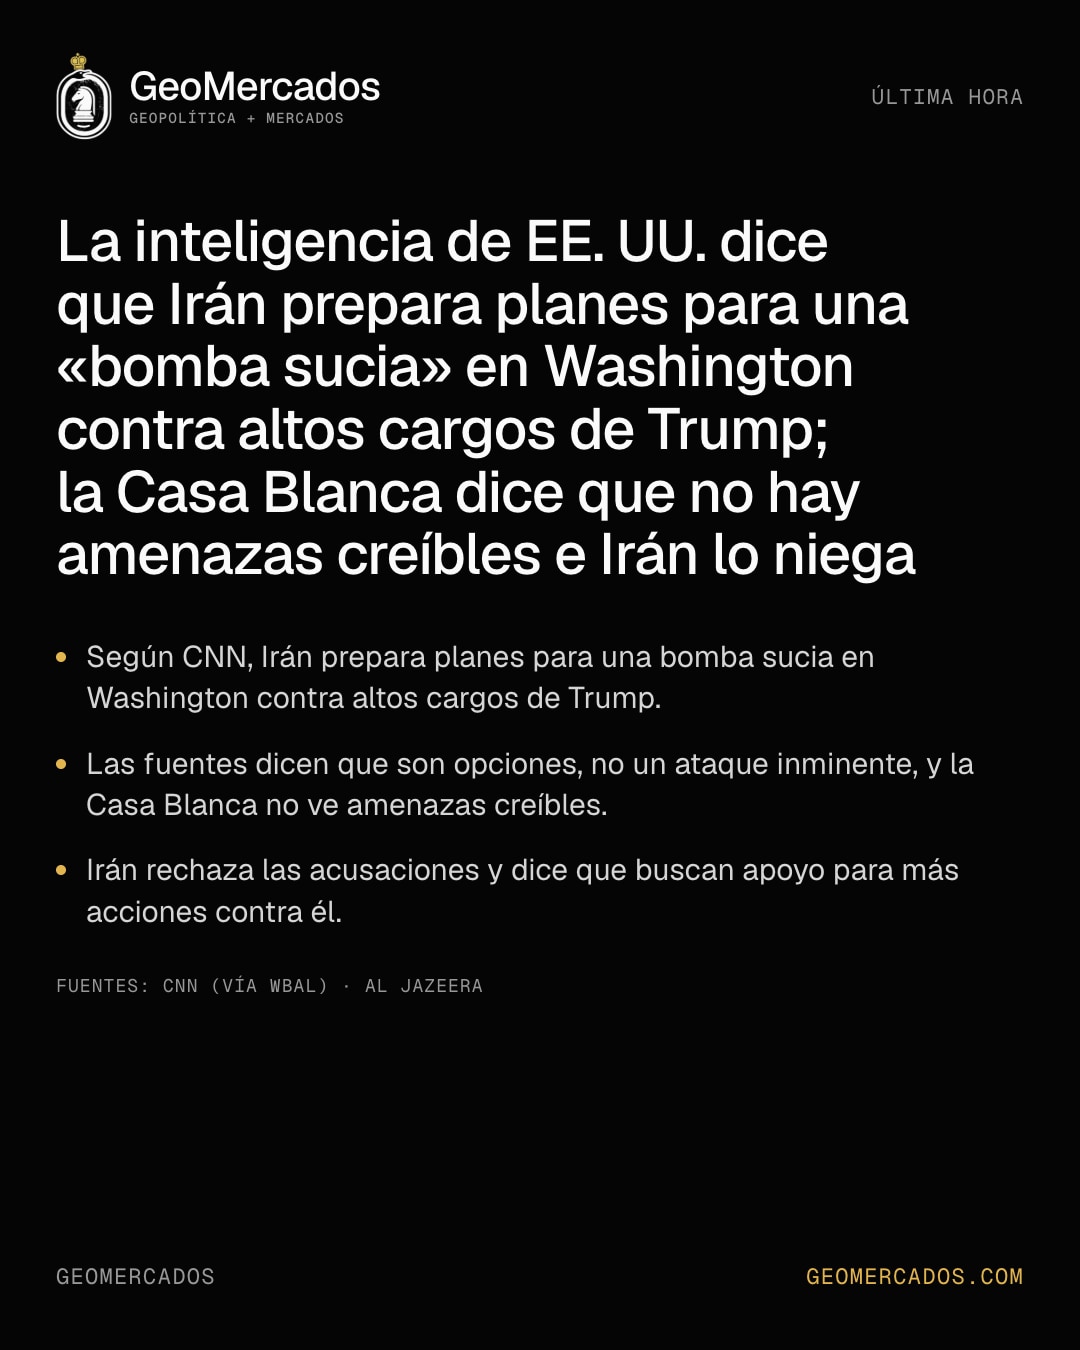 GeoMercados
GEOPOLÍTICA + MERCADOS
ÚLTIMA HORA
La inteligencia de EE. UU. dice
que Irán prepara planes para una
«bomba sucia» en Washington
contra altos cargos de Trump;
la Casa Blanca dice que no hay
amenazas creíbles e Irán lo niega
• Según CNN, Irán prepara planes para una bomba sucia en
Washington contra altos cargos de Trump.
• Las fuentes dicen que son opciones, no un ataque inminente, y la
Casa Blanca no ve amenazas creíbles.
• Irán rechaza las acusaciones y dice que buscan apoyo para más
acciones contra él.
FUENTES: CNN (VÍA WBAL) · AL JAZEERA
GEOMERCADOS
GEOMERCADOS.COM